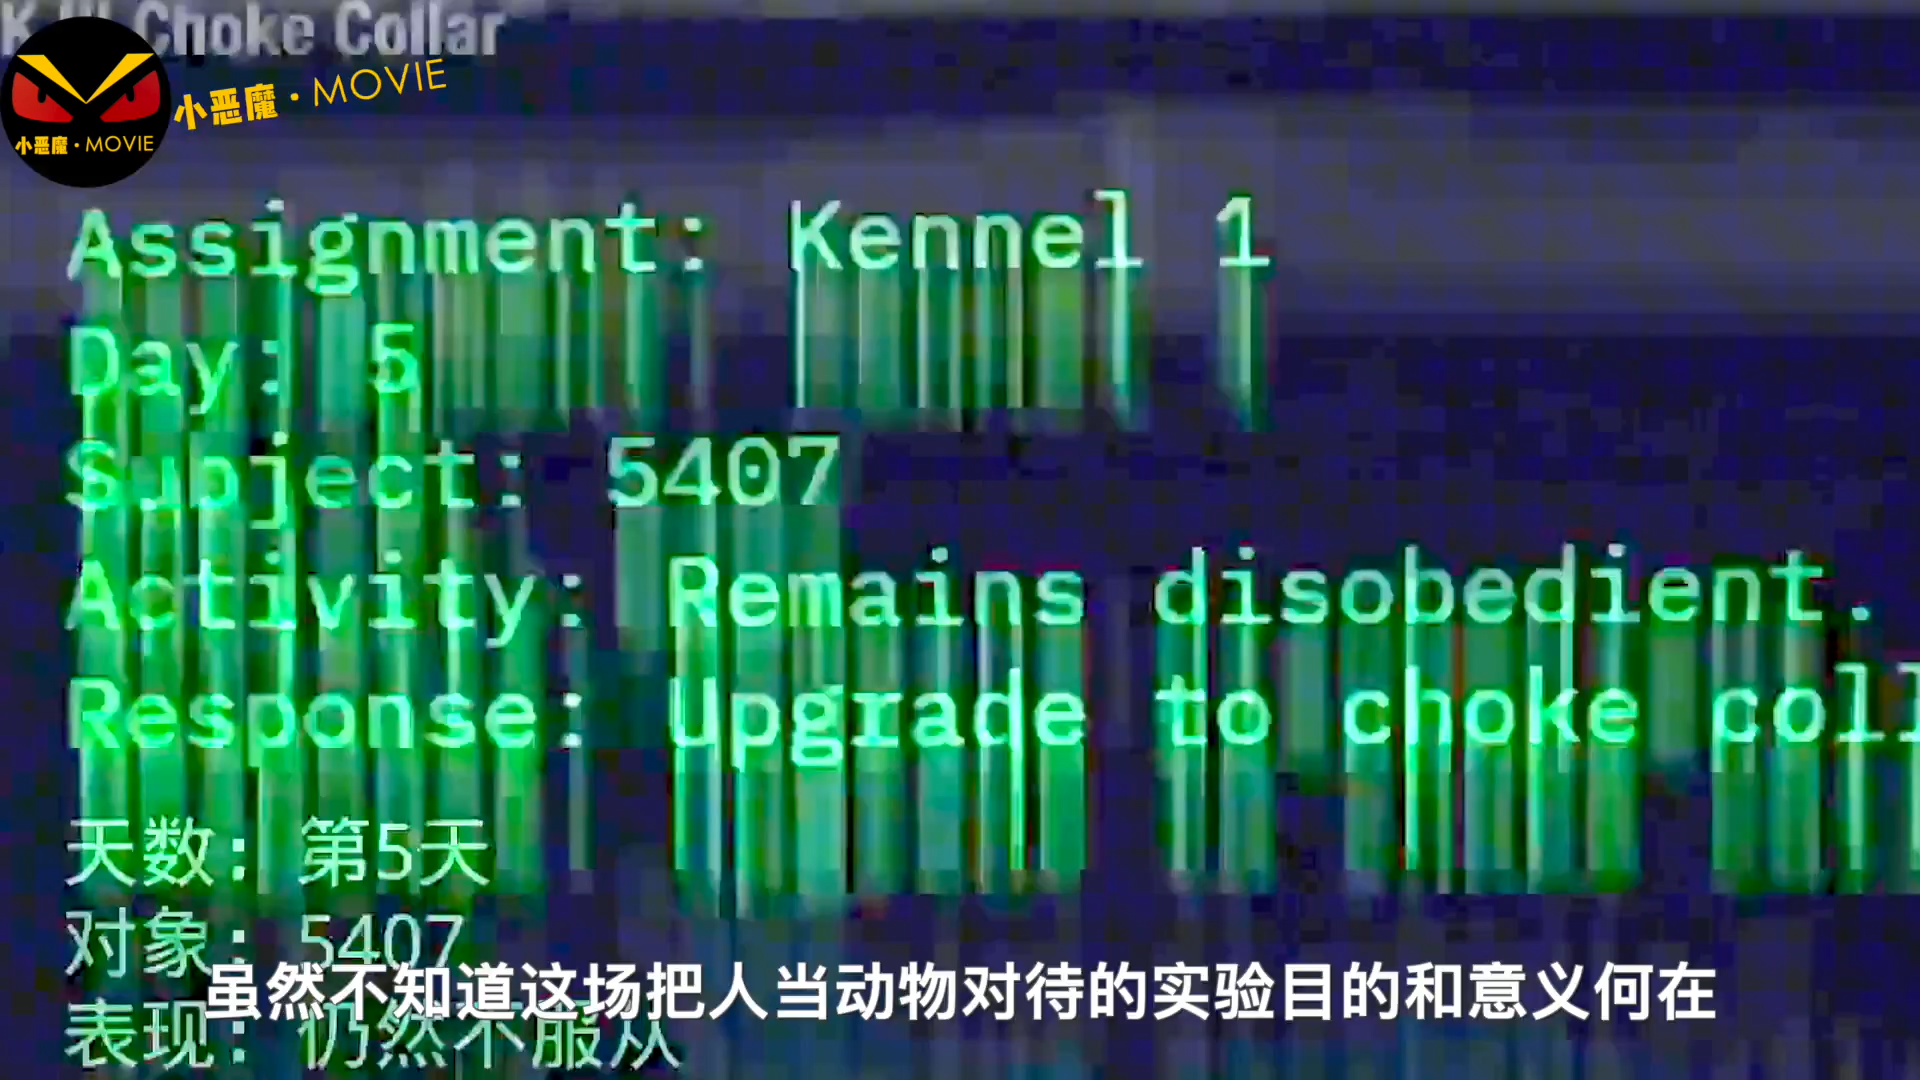 Choke Collar
小恶魔·MOVIE
小恶魔·MOVIE
Assignment: Kennel 1
Day: 5
Subject: 5407
Activity: Remains disobedient.
Response: Upgrade to choke coll
天数：第5天
对象：5407
虽然不知道这场把人当动物对待的实验目的和意义何在
表现：仍然不服从